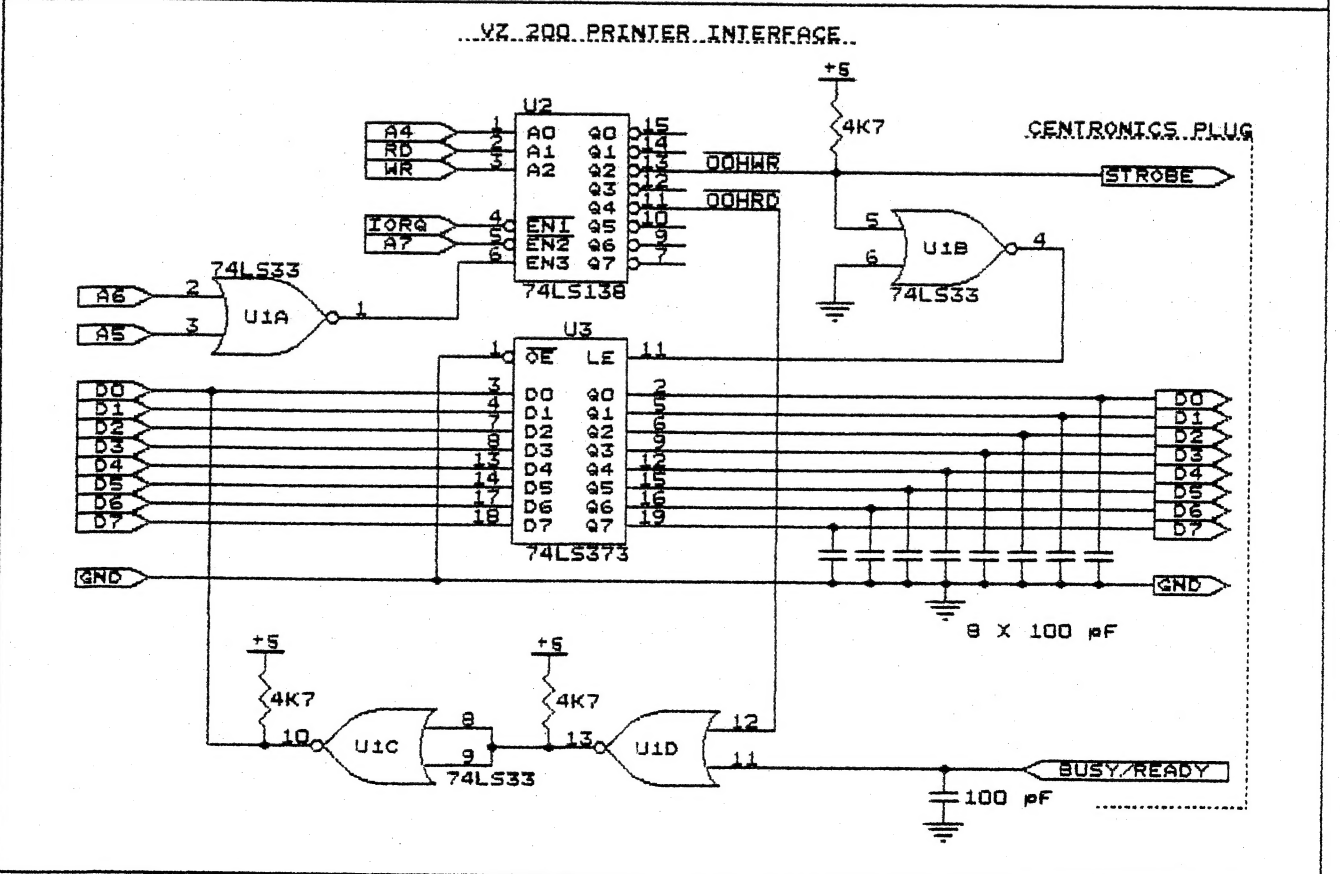 VZ 200 PRINTER INTERFACE
+5
4K7
CENTRONICS PLUG
U2
A4 1 A0 Q0 15
RD 2 A1 Q1 14
WR 3 A2 Q2 13 00HWR STROBE
Q3 12
Q4 11 00HRD
IORQ 4 EN1 Q5 10
A7 5 EN2 Q6 9
6 EN3 Q7 7
74LS138
5
6
U1B
4
74LS33
74LS33
A6 2
A5 3
U1A
1
U3
1 OE LE 11
D0 3 D0 Q0 2 D0
D1 4 D1 Q1 5 D1
D2 7 D2 Q2 6 D2
D3 8 D3 Q3 9 D3
D4 13 D4 Q4 12 D4
D5 14 D5 Q5 15 D5
D6 17 D6 Q6 16 D6
D7 18 D7 Q7 19 D7
74LS373
GND GND
8 X 100 pF
+5
4K7
+5
4K7
10 U1C 8
9
74LS33
13 U1D 12
11 BUSY/READY
100 pF